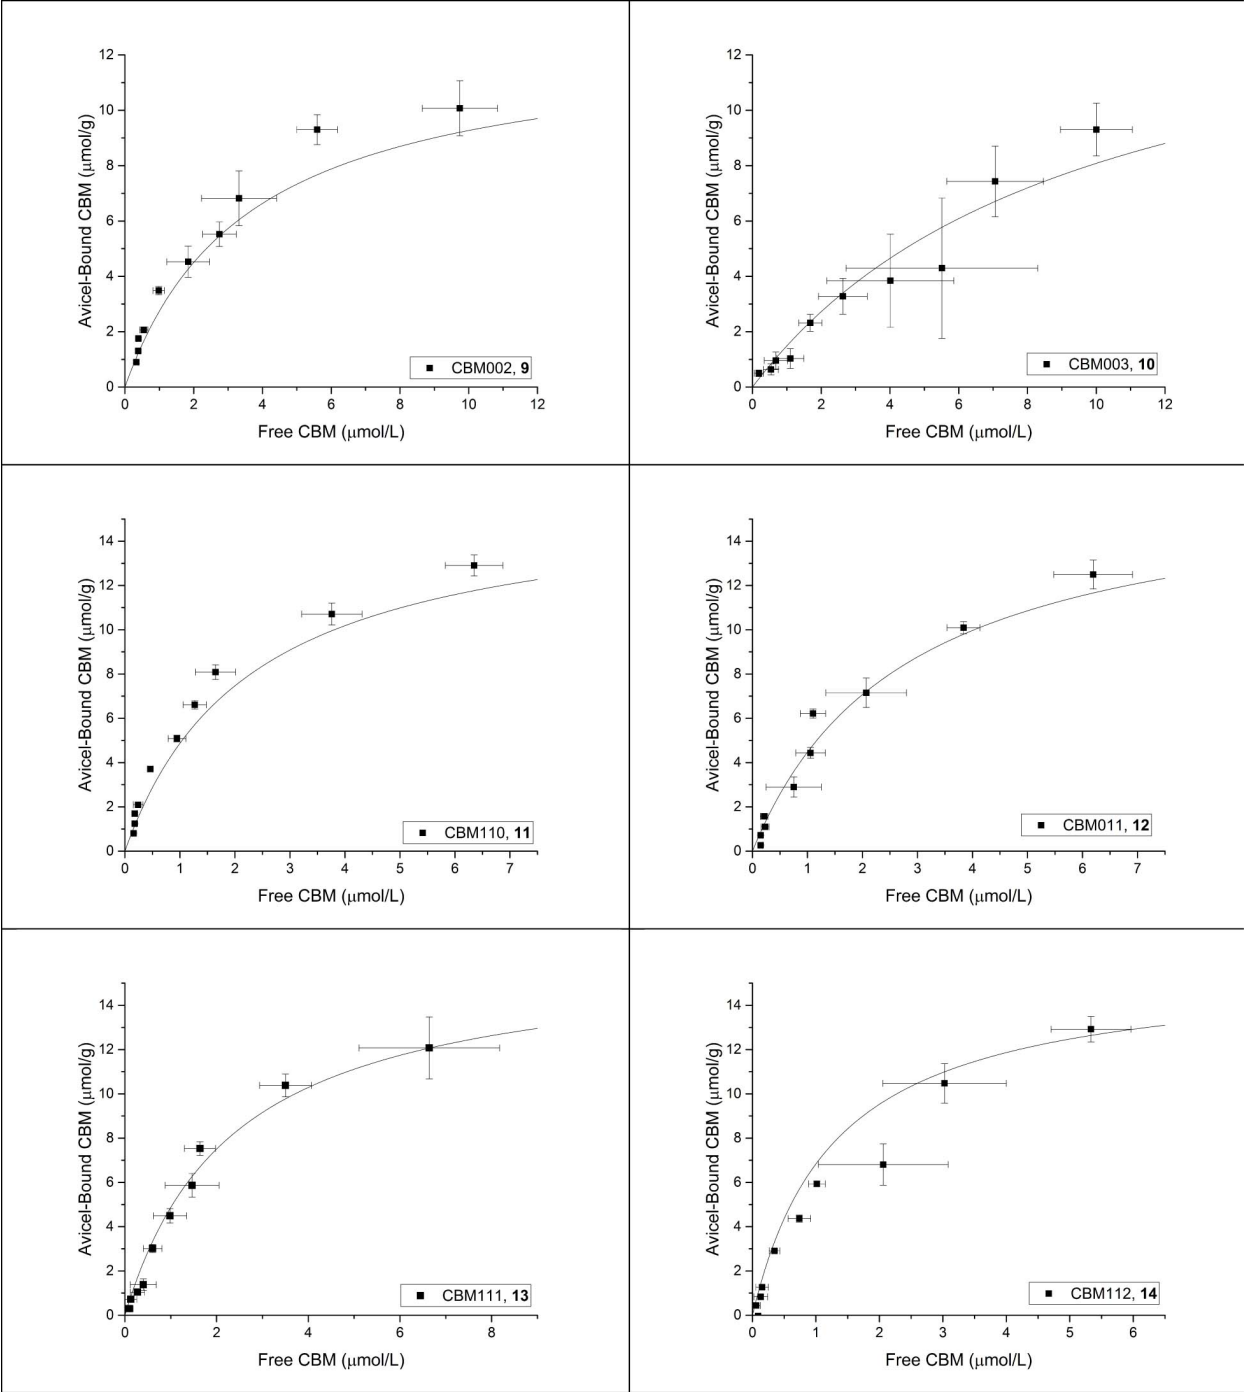 12
10
8
6
4
2
0
Avicel-Bound CBM (μmol/g)
CBM002, 9
0 2 4 6 8 10 12
Free CBM (μmol/L)
12
10
8
6
4
2
0
Avicel-Bound CBM (μmol/g)
CBM003, 10
0 2 4 6 8 10 12
Free CBM (μmol/L)
14
12
10
8
6
4
2
0
Avicel-Bound CBM (μmol/g)
CBM110, 11
0 1 2 3 4 5 6 7
Free CBM (μmol/L)
14
12
10
8
6
4
2
0
Avicel-Bound CBM (μmol/g)
CBM011, 12
0 1 2 3 4 5 6 7
Free CBM (μmol/L)
14
12
10
8
6
4
2
0
Avicel-Bound CBM (μmol/g)
CBM111, 13
0 2 4 6 8
Free CBM (μmol/L)
14
12
10
8
6
4
2
0
Avicel-Bound CBM (μmol/g)
CBM112, 14
0 1 2 3 4 5 6
Free CBM (μmol/L)